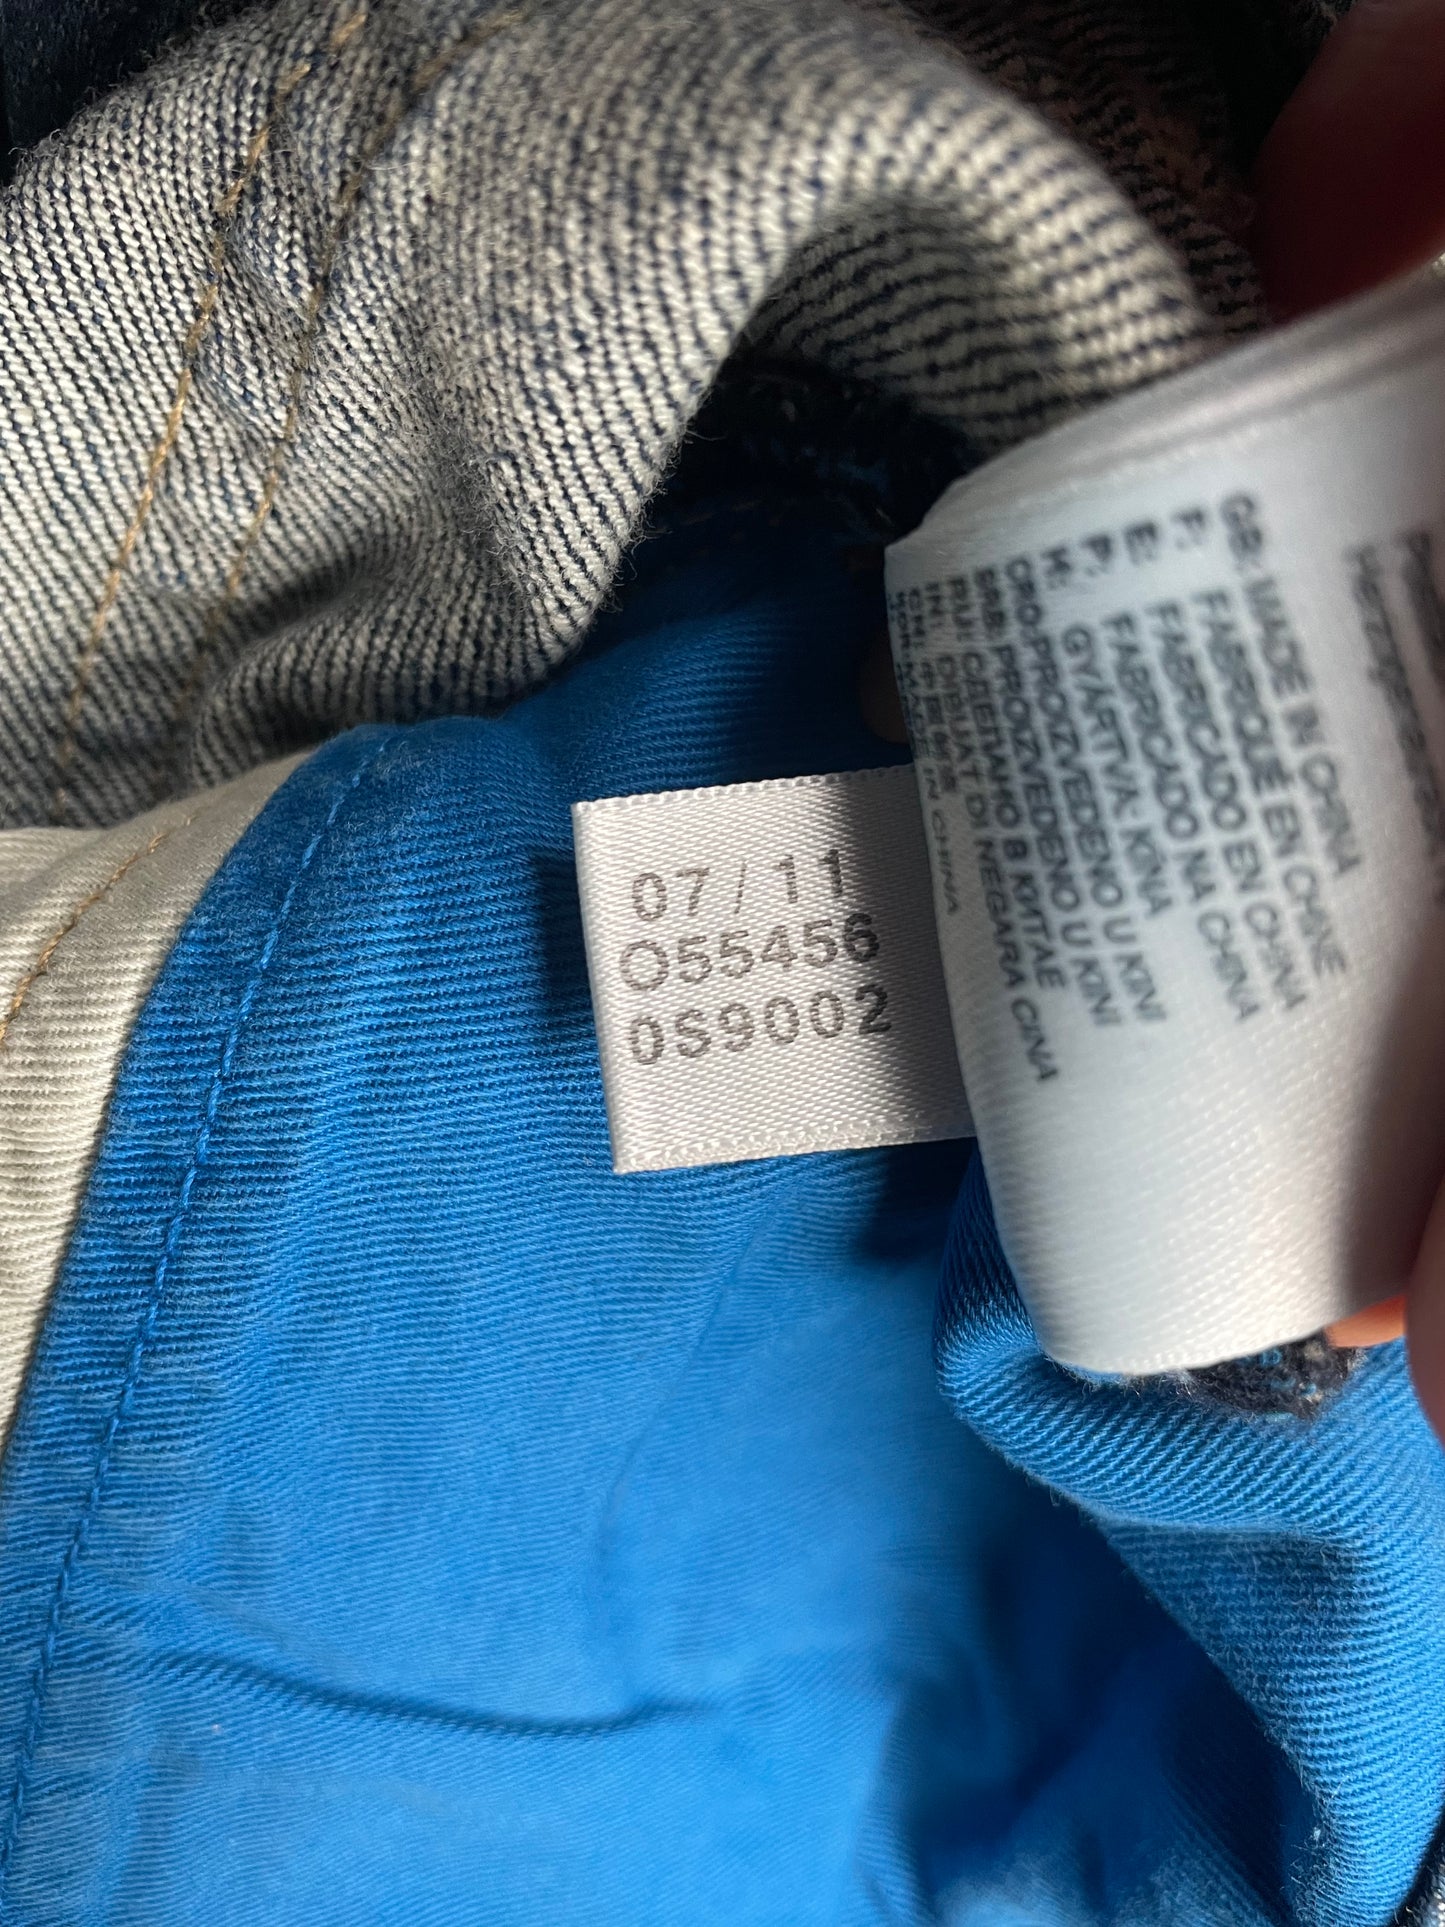 07/11
O55456
0S9002
GB: MADE IN CHINA
F: FABRIQUÉ EN CHINE
E: FABRICADO EN CHINA
P: FABRICADO NA CHINA
H: GYÁRTVA: KÍNA
CRO:PROIZVEDENO U KINI
SRB: PROIZVEDENO U KINI
RU: СДЕЛАНО В КИТАЕ
IN: DIBUAT DI NEGARA CINA